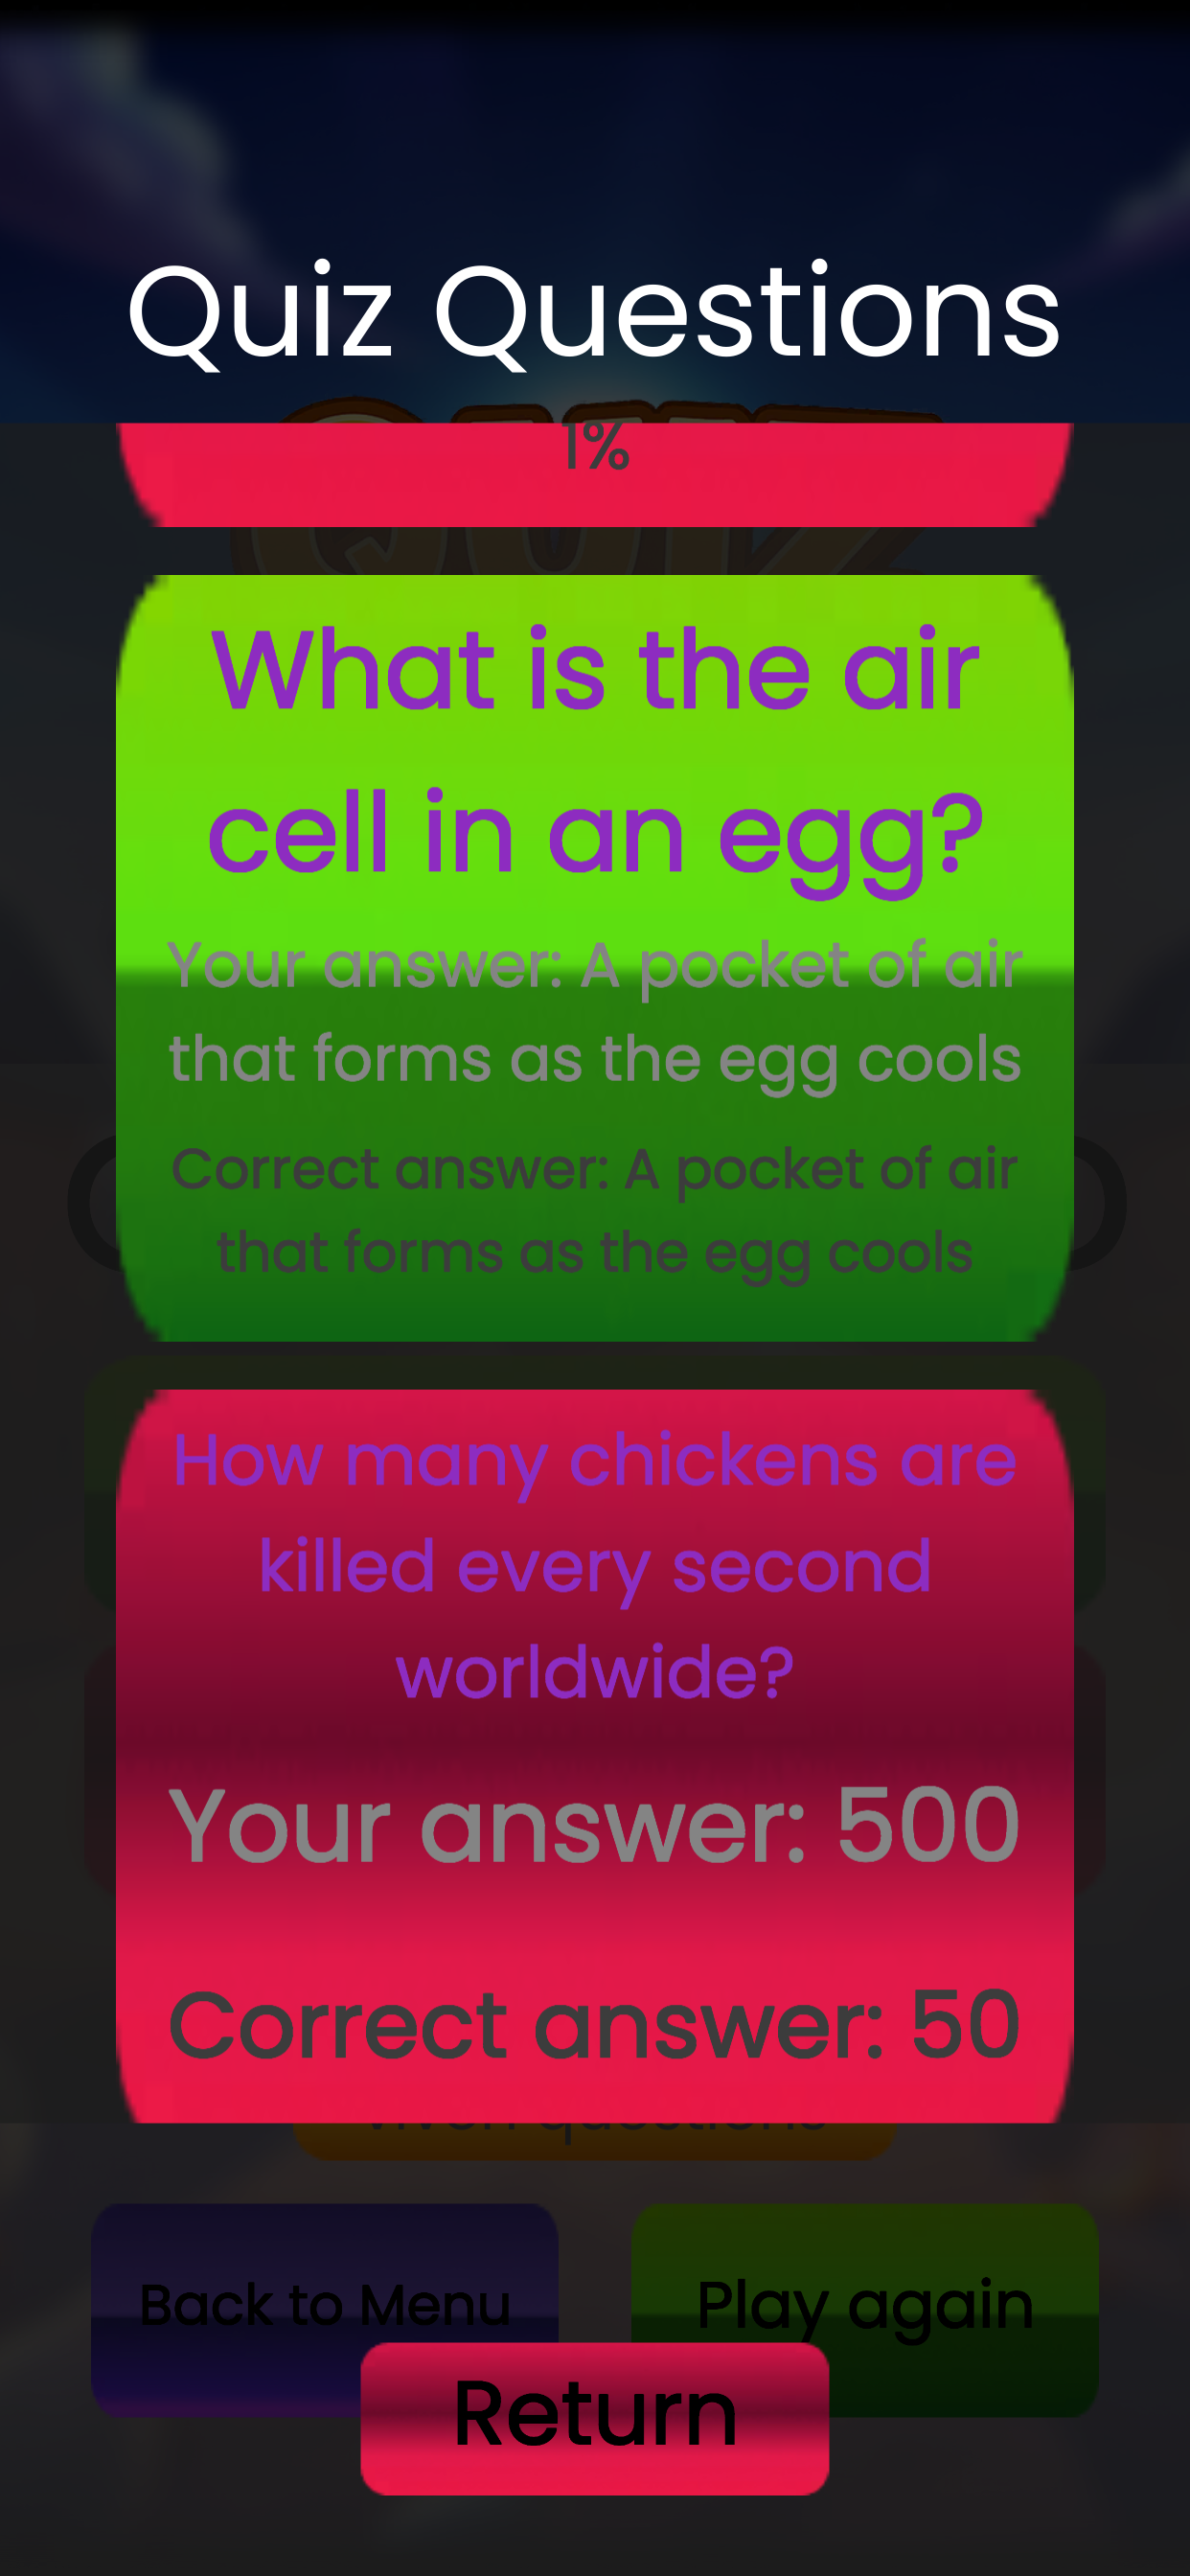 Quiz Questions
1%
What is the air
cell in an egg?
Your answer: A pocket of air
that forms as the egg cools
Correct answer: A pocket of air
that forms as the egg cools
How many chickens are
killed every second
worldwide?
Your answer: 500
Correct answer: 50
questions
Back to Menu
Play again
Return